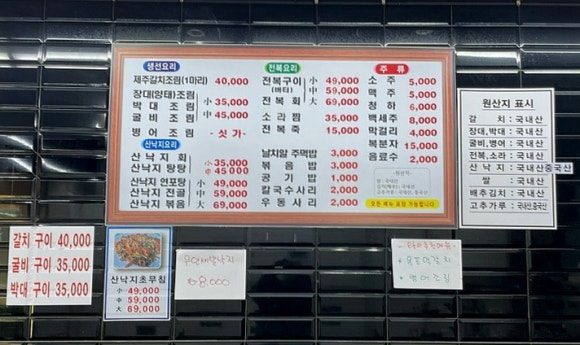 생선요리
제주갈치조림(1마리) 40,000
장대(양태)조림
박대 조림 小 35,000
굴비 조림 中 45,000
병어 조림 - 싯가 -
산낙지요리
산낙지 회 小 35,000
산낙지 탕탕 中 45,000
산낙지 연포탕 小 49,000
산낙지 전골 中 59,000
산낙지 볶음 大 69,000
전복요리
전복구이 小 49,000
(버터) 中 59,000
전복 회 大 69,000
소라찜 35,000
전복죽 15,000
날치알 주먹밥 3,000
볶음밥 3,000
공기밥 1,000
칼국수사리 2,000
우동사리 2,000
주류
소주 5,000
맥주 5,000
청하 6,000
백세주 8,000
막걸리 4,000
복분자 15,000
음료수 2,000
원산지 표시
갈치 : 국내산
장대,박대 : 국내산
굴비,병어 : 국내산
전복,소라 : 국내산
산낙지 : 국내산 중국산
쌀 : 국내산
배추김치 : 국내산
고추가루 : 국내산,중국산
갈치 구이 40,000
굴비 구이 35,000
박대 구이 35,000
산낙지초무침
小 49,000
中 59,000
大 69,000
8,000
병어조림